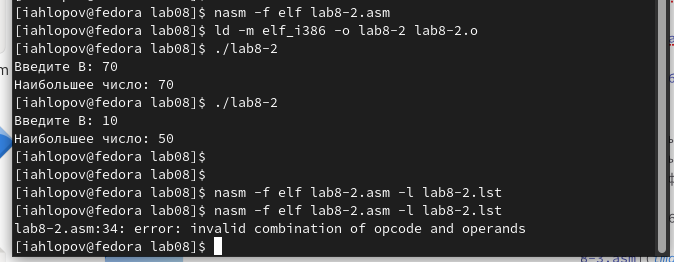 [iahlopov@fedora lab08]$ nasm -f elf lab8-2.asm
[iahlopov@fedora lab08]$ ld -m elf_i386 -o lab8-2 lab8-2.o
[iahlopov@fedora lab08]$ ./lab8-2
Введите В: 70
Наибольшее число: 70
[iahlopov@fedora lab08]$ ./lab8-2
Введите В: 10
Наибольшее число: 50
[iahlopov@fedora lab08]$
[iahlopov@fedora lab08]$
[iahlopov@fedora lab08]$ nasm -f elf lab8-2.asm -l lab8-2.lst
[iahlopov@fedora lab08]$ nasm -f elf lab8-2.asm -l lab8-2.lst
lab8-2.asm:34: error: invalid combination of opcode and operands
[iahlopov@fedora lab08]$